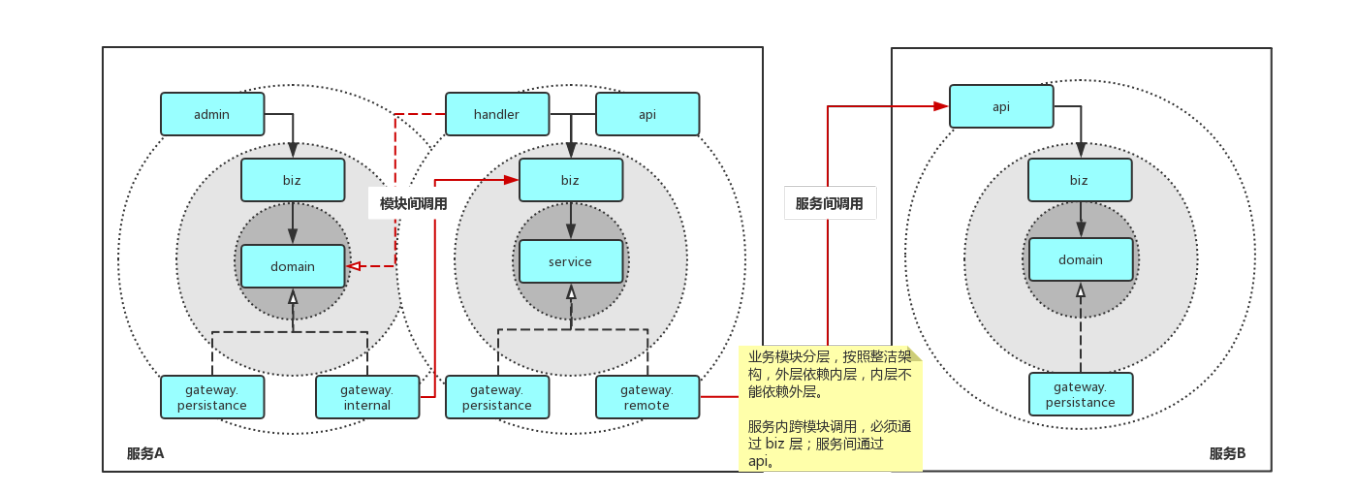 admin
handler
api
api
biz
biz
biz
模块间调用
服务间调用
domain
service
domain
gateway.
persistance
gateway.
internal
gateway.
persistance
gateway.
remote
gateway.
persistance
业务模块分层，按照整洁架
构，外层依赖内层，内层不
能依赖外层。
服务内跨模块调用，必须通
过 biz 层；服务间通过
api。
服务A
服务B